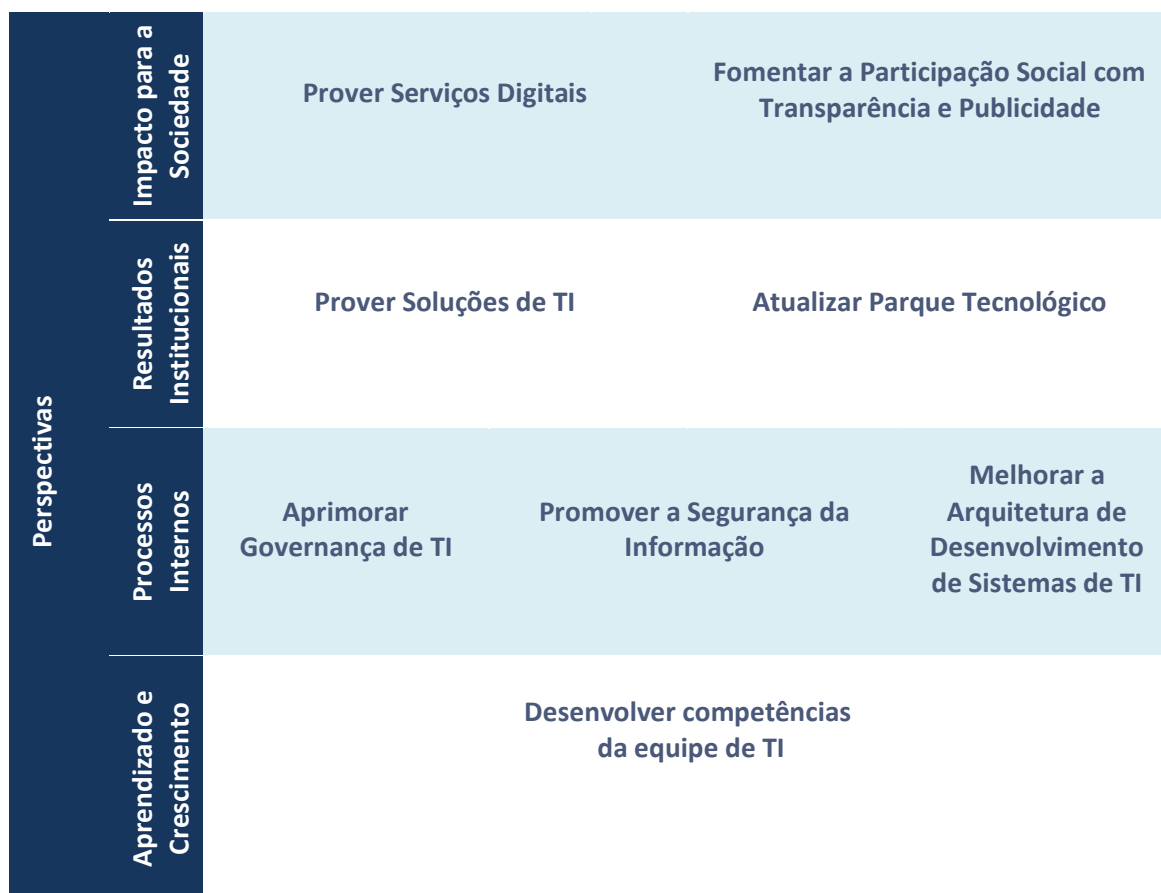 Perspectivas
Impacto para a
Sociedade
Prover Serviços Digitais
Fomentar a Participação Social com
Transparência e Publicidade
Resultados
Institucionais
Prover Soluções de TI
Atualizar Parque Tecnológico
Processos
Internos
Aprimorar
Governança de TI
Promover a Segurança da
Informação
Melhorar a
Arquitetura de
Desenvolvimento
de Sistemas de TI
Aprendizado e
Crescimento
Desenvolver competências
da equipe de TI